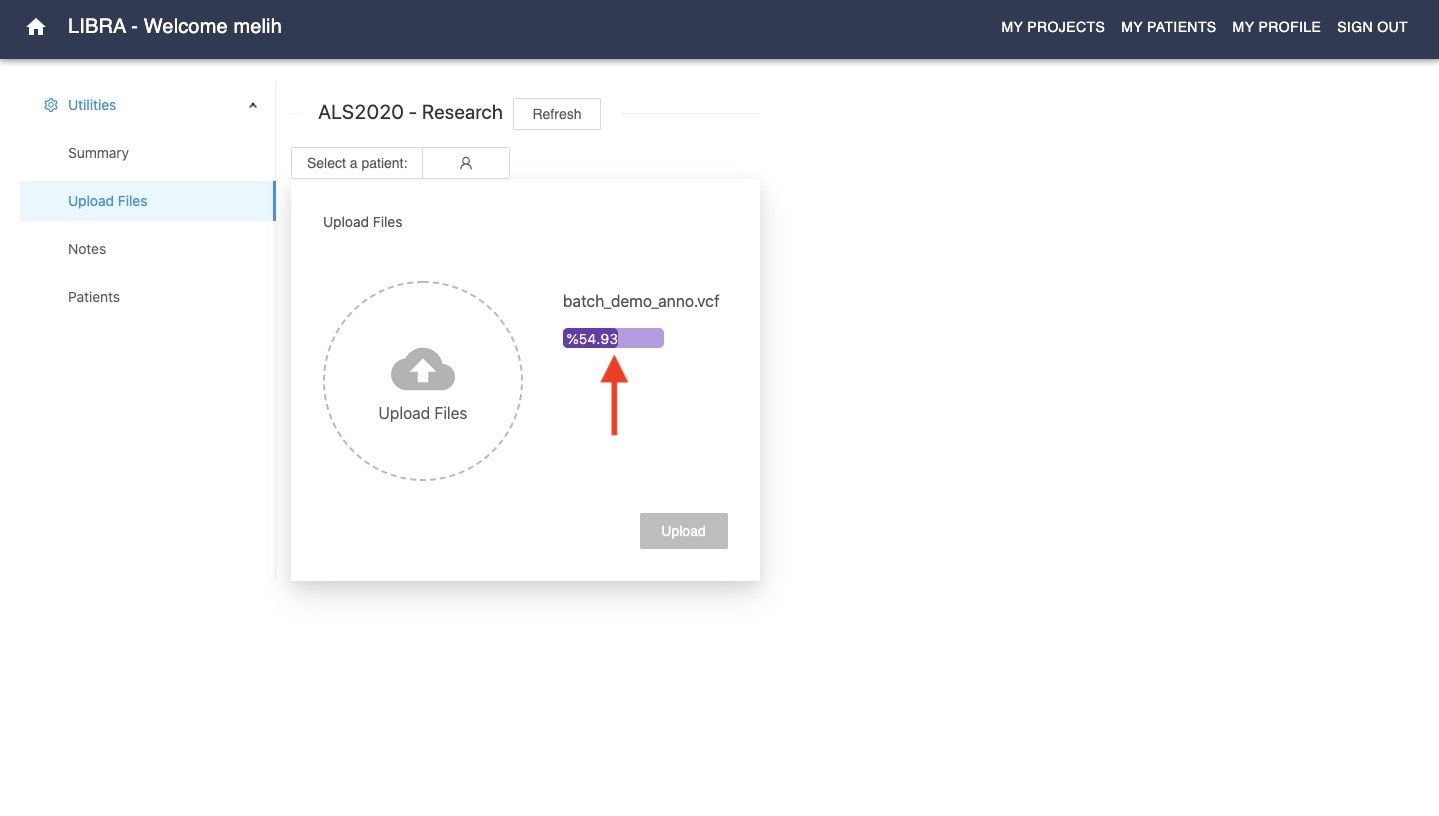 LIBRA - Welcome melih
MY PROJECTS MY PATIENTS MY PROFILE SIGN OUT
Utilities
Summary
Upload Files
Notes
Patients
ALS2020 - Research
Refresh
Select a patient:
Upload Files
batch_demo_anno.vcf
%54.93
Upload Files
Upload